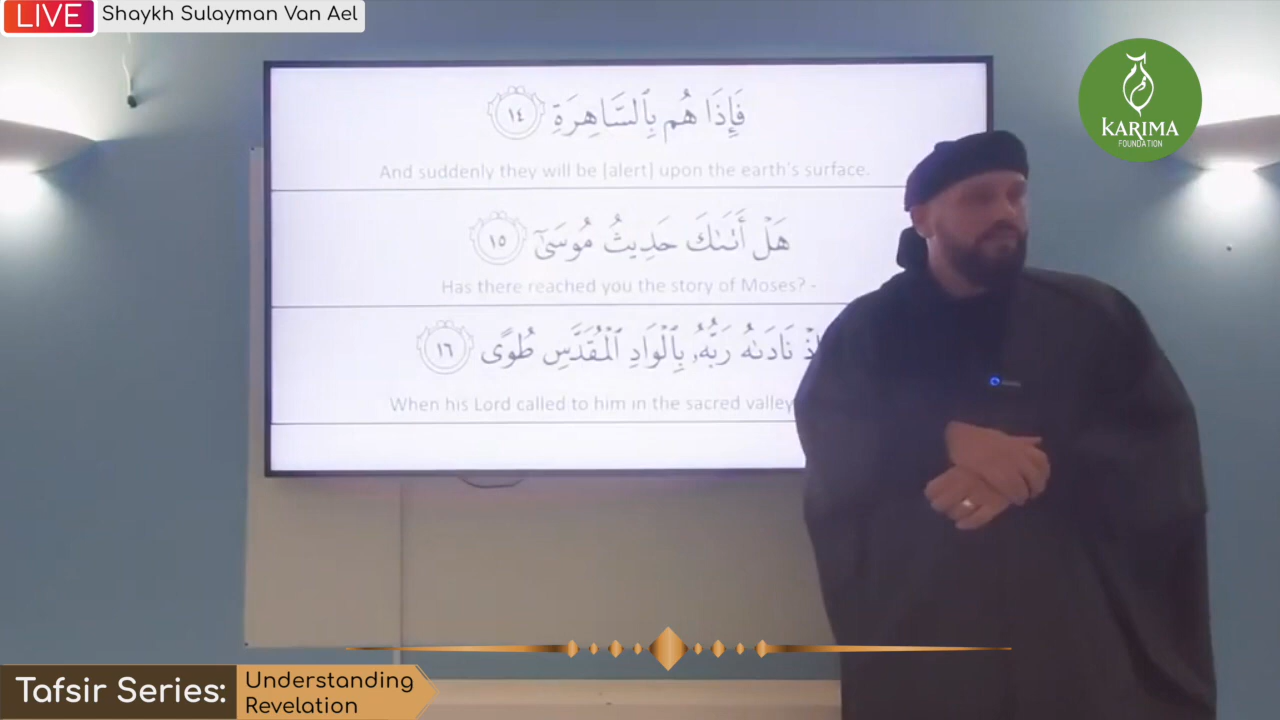 LIVE
Shaykh Sulayman Van Ael
فَإِذَا هُم بِٱلسَّاهِرَةِ ١٤
And suddenly they will be [alert] upon the earth's surface.
هَلْ أَتَىٰكَ حَدِيثُ مُوسَىٰٓ ١٥
Has there reached you the story of Moses? -
نَادَىٰهُ رَبُّهُۥ بِٱلْوَادِ ٱلْمُقَدَّسِ طُوًى ١٦
When his Lord called to him in the sacred valley
KARIMA
FOUNDATION
Tafsir Series:
Understanding
Revelation